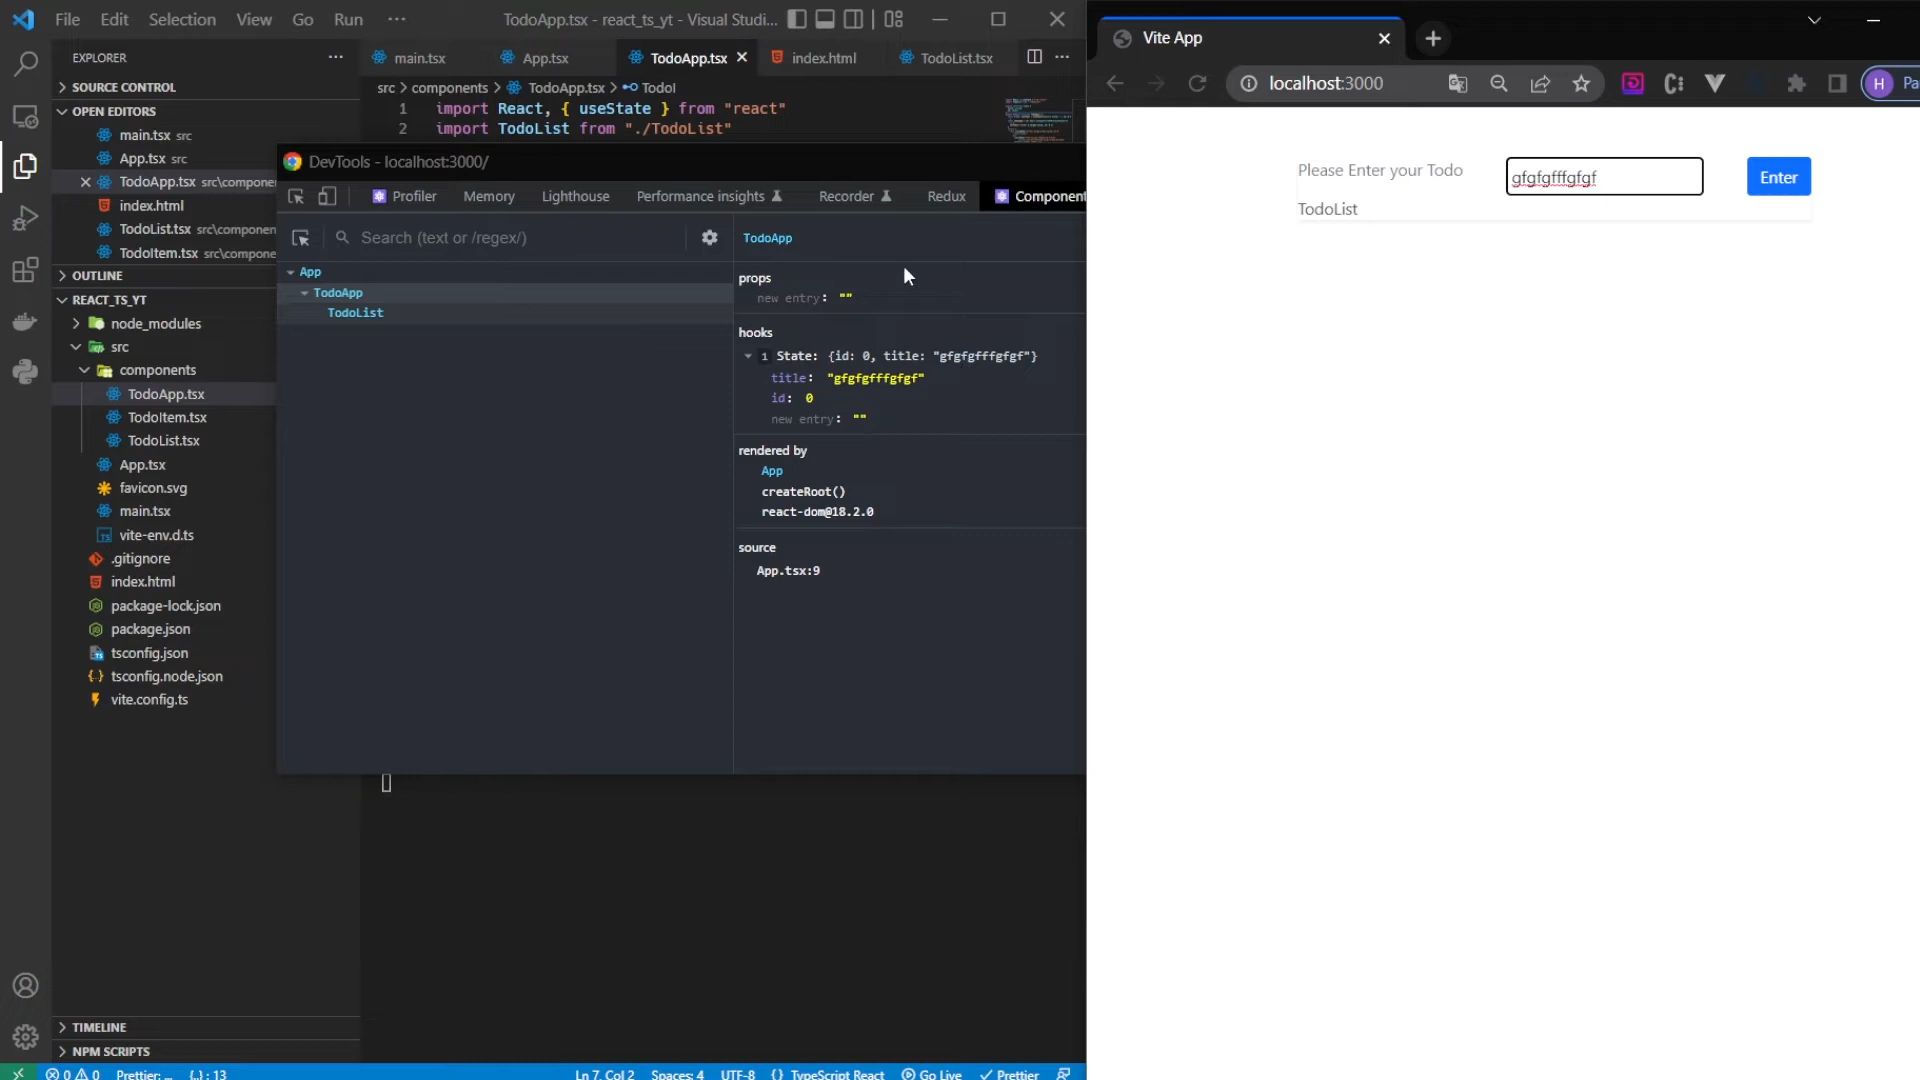 File Edit Selection View Go Run ··· TodoApp.tsx - react_ts_yt - Visual Studi...
EXPLORER
SOURCE CONTROL
OPEN EDITORS
main.tsx src
App.tsx src
TodoApp.tsx src\compone
index.html
TodoList.tsx src\compone
TodoItem.tsx src\compone
OUTLINE
REACT_TS_YT
node_modules
src
components
TodoApp.tsx
TodoItem.tsx
TodoList.tsx
App.tsx
favicon.svg
main.tsx
vite-env.d.ts
.gitignore
index.html
package-lock.json
package.json
tsconfig.json
tsconfig.node.json
vite.config.ts
TIMELINE
NPM SCRIPTS
main.tsx App.tsx TodoApp.tsx index.html TodoList.tsx
src > components > TodoApp.tsx > TodoI
1 import React, { useState } from "react"
2 import TodoList from "./TodoList"
DevTools - localhost:3000/
Profiler Memory Lighthouse Performance insights Recorder Redux Component
Search (text or /regex/)
App
TodoApp
TodoList
TodoApp
props
new entry: ""
hooks
1 State: {id: 0, title: "gfgfgfffgfgf"}
title: "gfgfgfffgfgf"
id: 0
new entry: ""
rendered by
App
createRoot()
react-dom@18.2.0
source
App.tsx:9
0 0 Prettier: ... {..} : 13 Ln 7, Col 2 Spaces: 4 UTF-8 {} TypeScript React Go Live Prettier
Vite App
localhost:3000
H Pa
Please Enter your Todo gfgfgfffgfgf Enter
TodoList